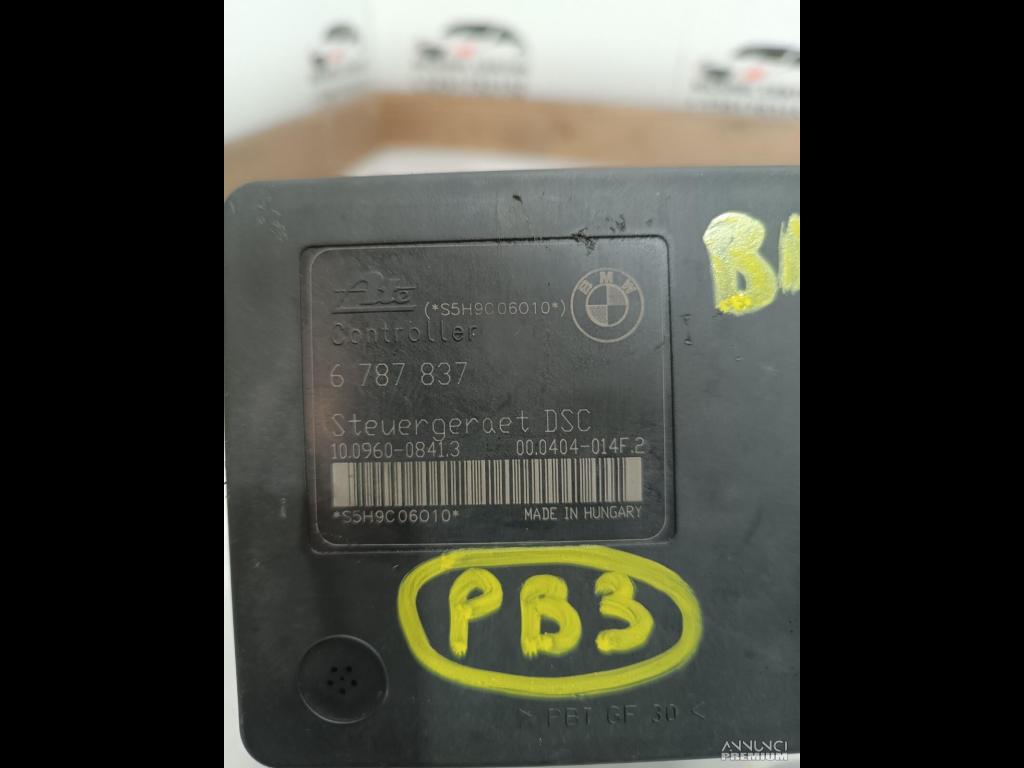 Ate
(*S5H9C06010*)
BMW
Controller
6 787 837
Steuergeraet DSC
10.0960-0841.3 00.0404-014F.2
*S5H9C06010*
MADE IN HUNGARY
PB3
> PBT GF 30 <
ANNUNCI
PREMIUM